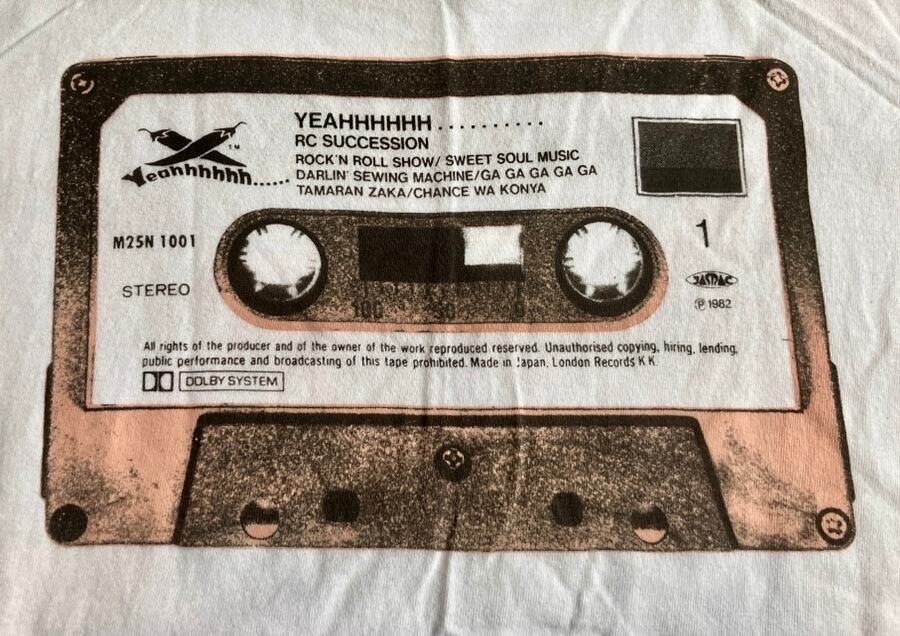 YEAHHHHHH..........
RC SUCCESSION
ROCK'N ROLL SHOW/ SWEET SOUL MUSIC
DARLIN' SEWING MACHINE/GA GA GA GA GA
TAMARAN ZAKA/CHANCE WA KONYA
TM
Yeahhhhhh......
M25N 1001
1
STEREO
JASRAC
Ⓟ 1982
100
0
All rights of the producer and of the owner of the work reproduced reserved. Unauthorised copying, hiring, lending,
public performance and broadcasting of this tape prohibited. Made in Japan. London Records K.K.
DOLBY SYSTEM